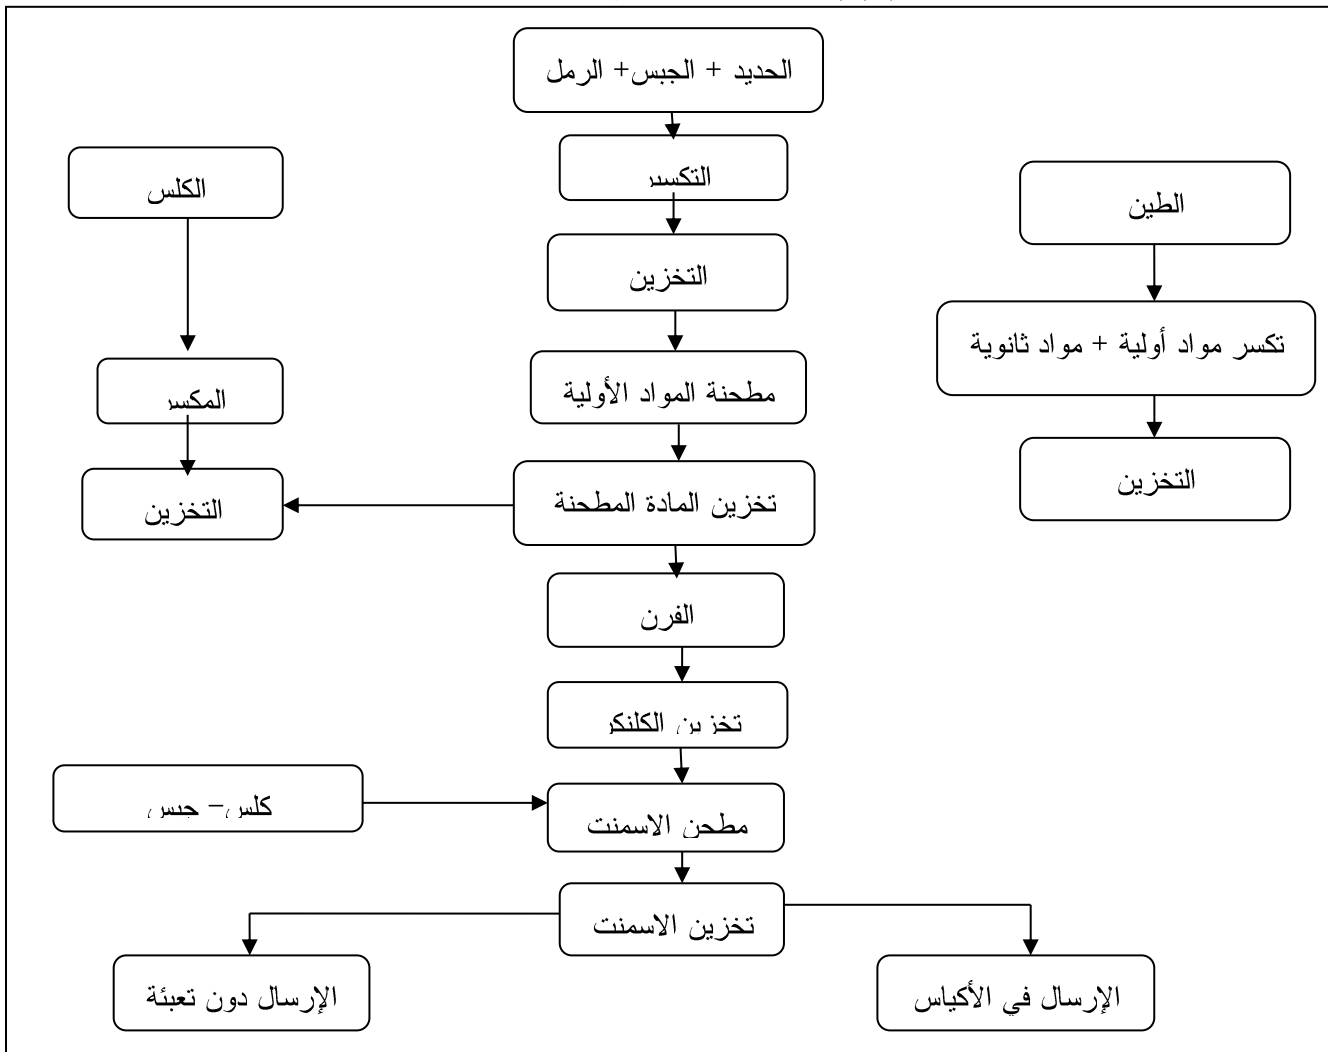 الحديد + الجبس+ الرمل
التكسير
الكلس
الطين
التخزين
تكسر مواد أولية + مواد ثانوية
مطحنة المواد الأولية
المكسر
التخزين
تخزين المادة المطحنة
التخزين
الفرن
تخزين الكلنكر
كلس– جبس
مطحن الاسمنت
تخزين الاسمنت
الإرسال في الأكياس
الإرسال دون تعبئة